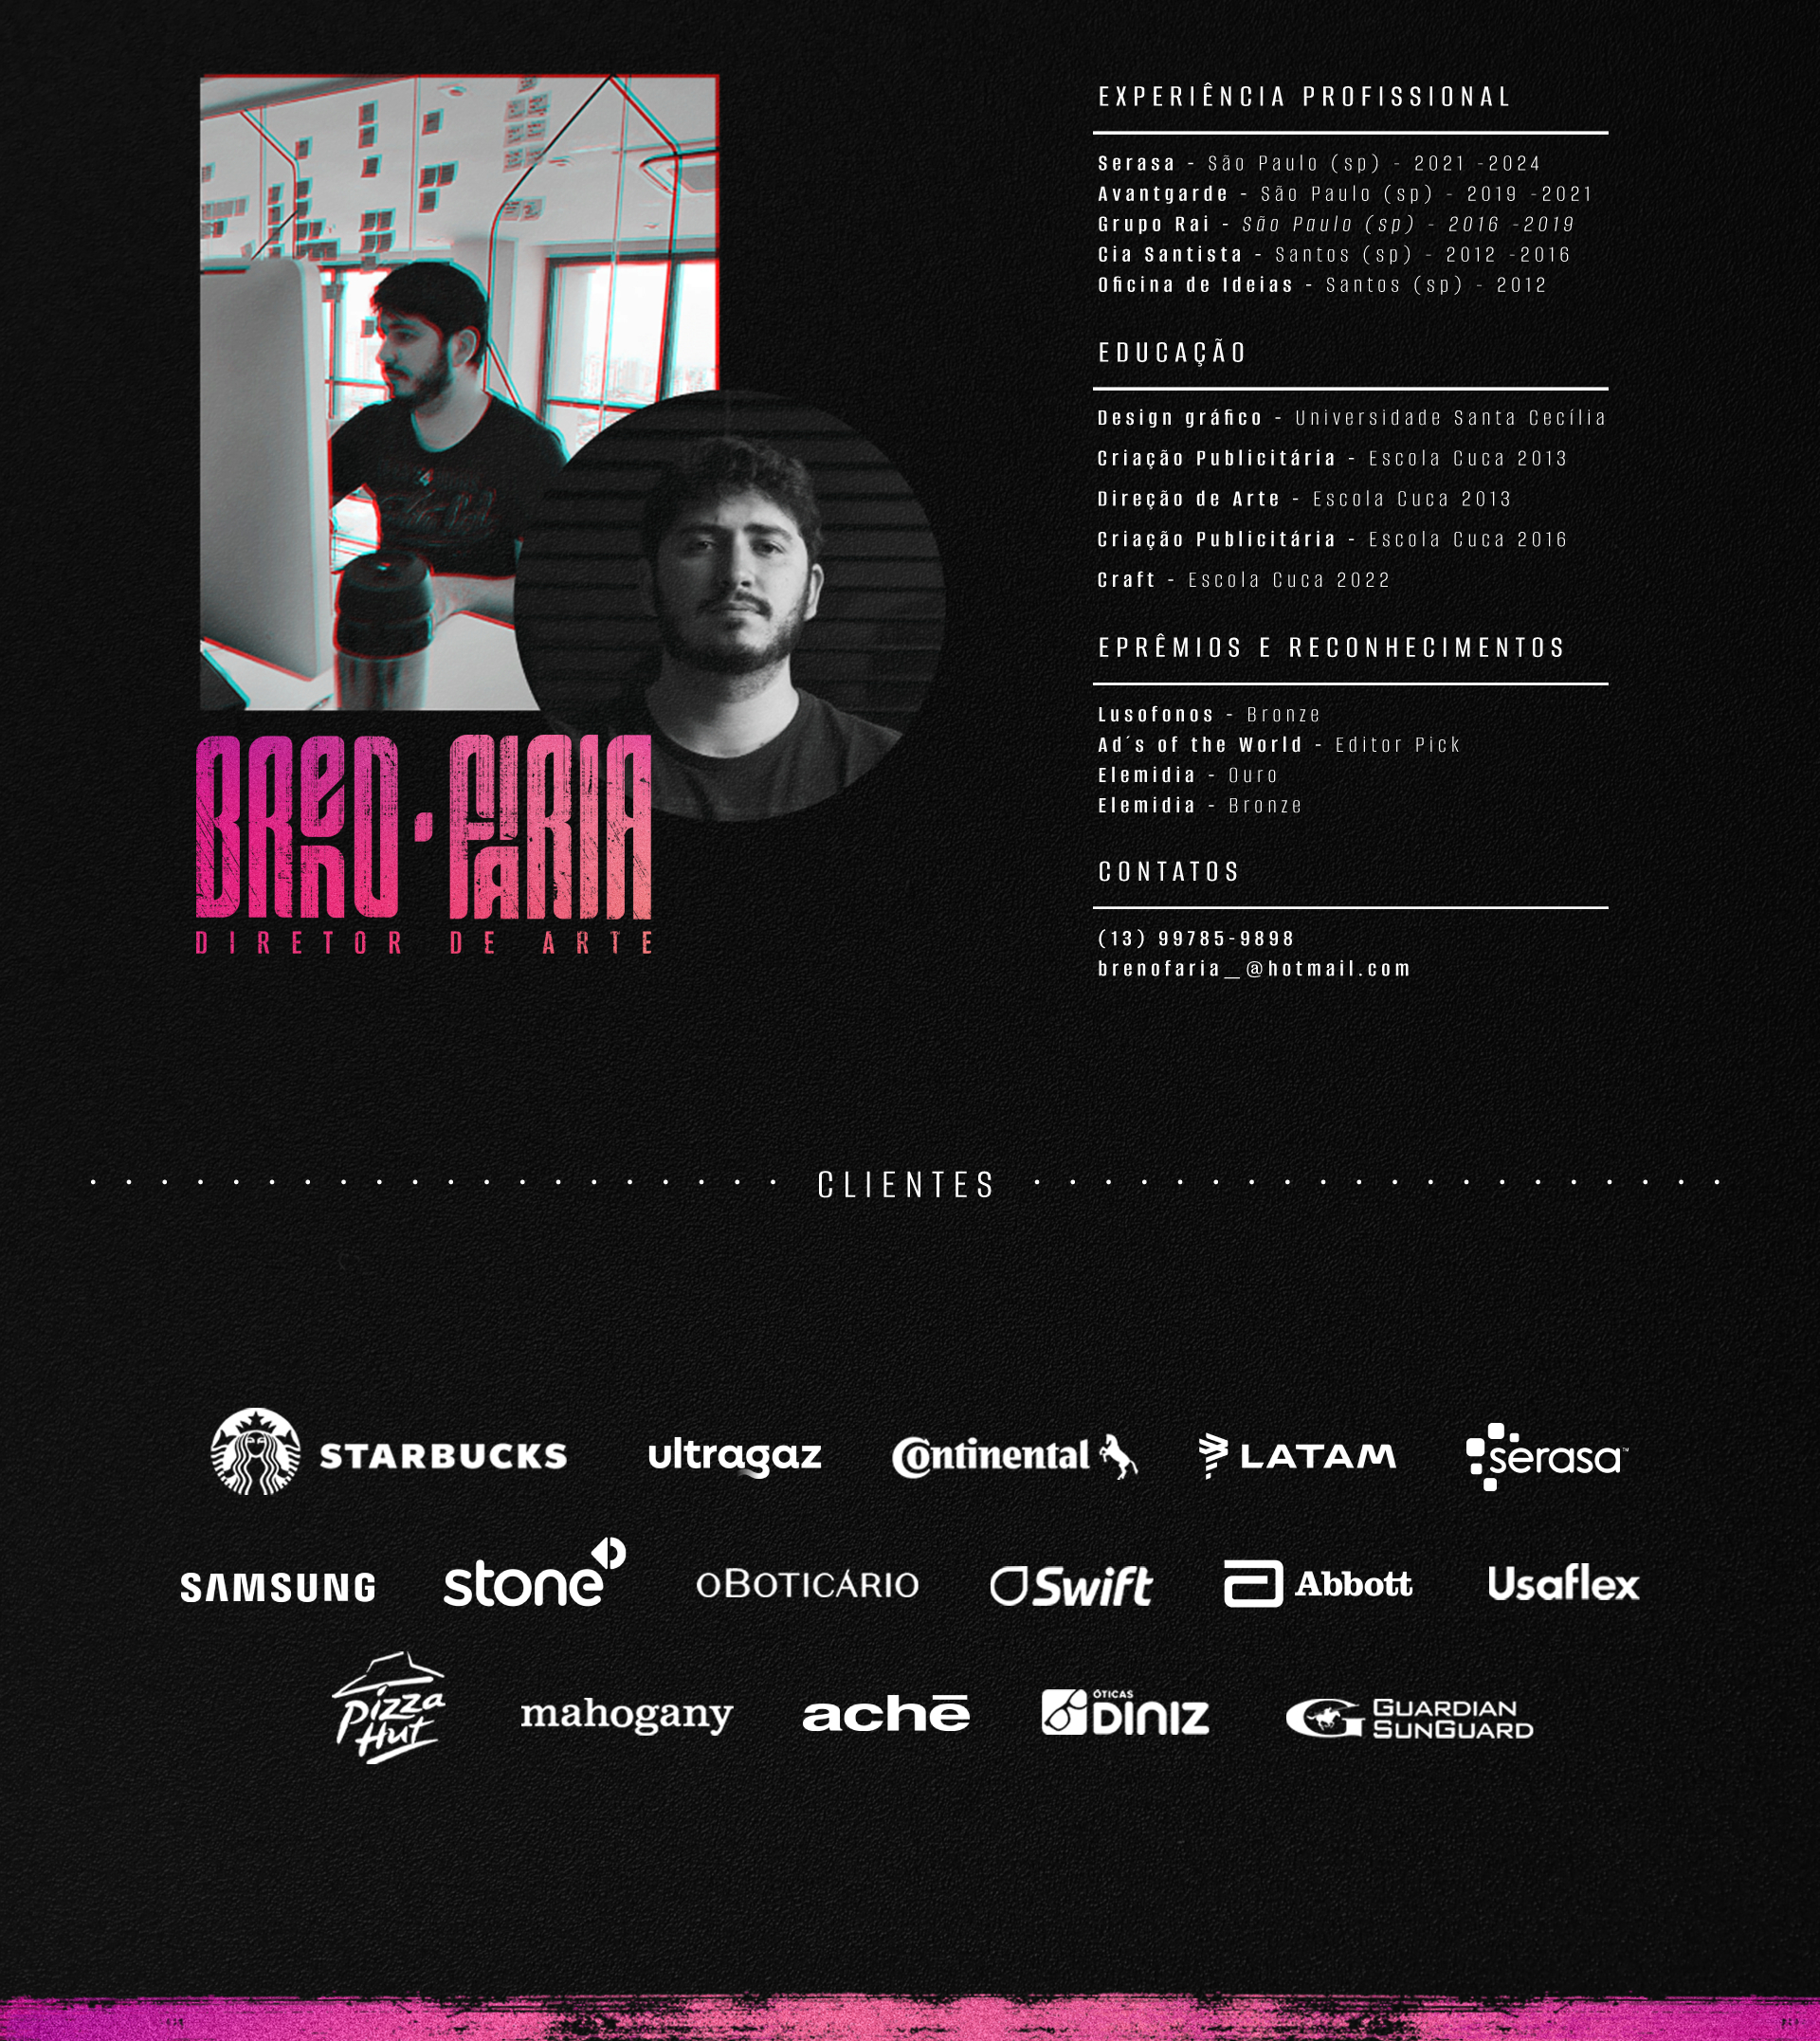 BRENO • FARIA
DIRETOR DE ARTE
EXPERIÊNCIA PROFISSIONAL
Serasa - São Paulo (sp) - 2021 -2024
Avantgarde - São Paulo (sp) - 2019 -2021
Grupo Rai - São Paulo (sp) - 2016 -2019
Cia Santista - Santos (sp) - 2012 -2016
Oficina de Ideias - Santos (sp) - 2012
EDUCAÇÃO
Design gráfico - Universidade Santa Cecília
Criação Publicitária - Escola Cuca 2013
Direção de Arte - Escola Cuca 2013
Criação Publicitária - Escola Cuca 2016
Craft - Escola Cuca 2022
EPRÊMIOS E RECONHECIMENTOS
Lusofonos - Bronze
Ad´s of the World - Editor Pick
Elemidia - Ouro
Elemidia - Bronze
CONTATOS
(13) 99785-9898
brenofaria_@hotmail.com
CLIENTES
STARBUCKS ultragaz Continental LATAM serasa™
SAMSUNG stone oBOTICÁRIO Swift Abbott Usaflex
Pizza Hut mahogany achē ÓTICAS DINIZ GUARDIAN SUNGUARD